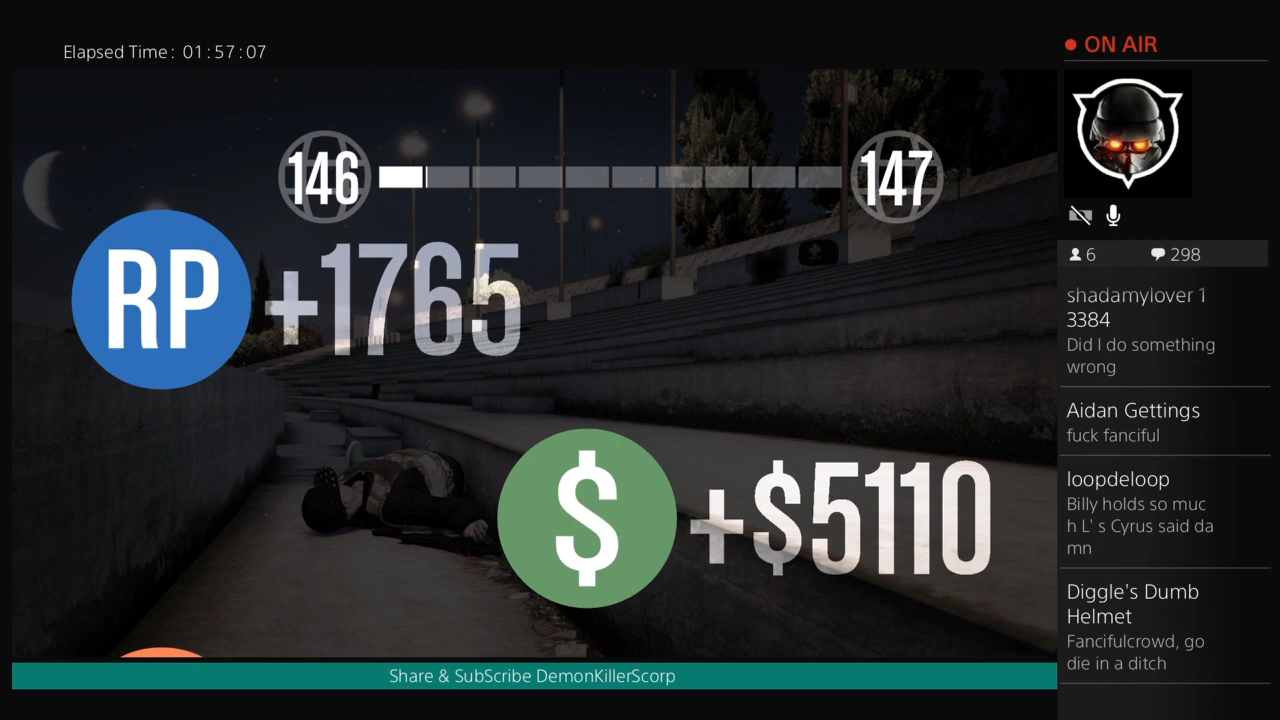 Elapsed Time: 01:57:07
ON AIR
146
147
RP +1765
$ +$5110
6 298
shadamylover 1
3384
Did I do something
wrong
Aidan Gettings
fuck fanciful
loopdeloop
Billy holds so muc
h L' s Cyrus said da
mn
Diggle's Dumb
Helmet
Fancifulcrowd, go
die in a ditch
Share & SubScribe DemonKillerScorp